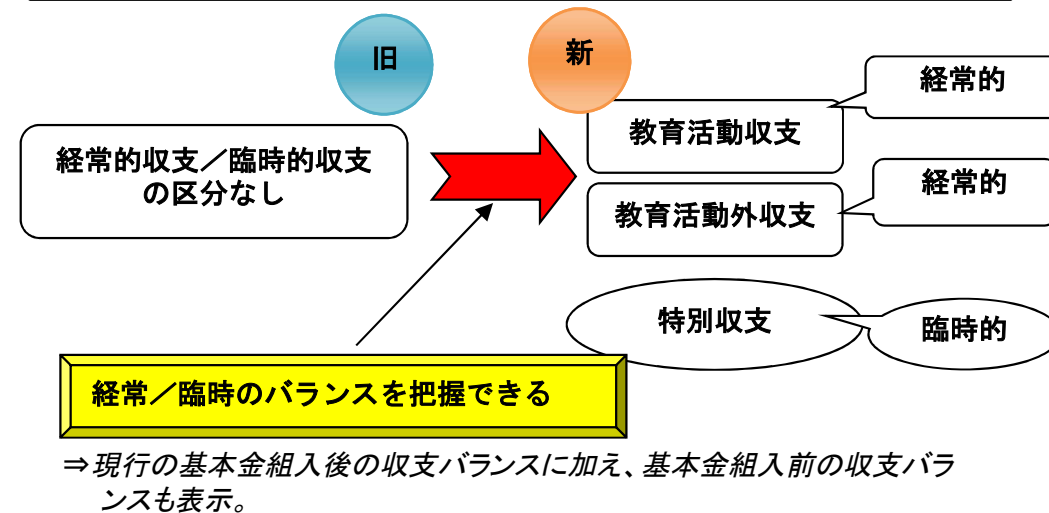 旧
新
経常的収支／臨時的収支
の区分なし
教育活動収支
経常的
教育活動外収支
経常的
特別収支
臨時的
経常／臨時のバランスを把握できる
⇒現行の基本金組入後の収支バランスに加え、基本金組入前の収支バラ
ンスも表示。